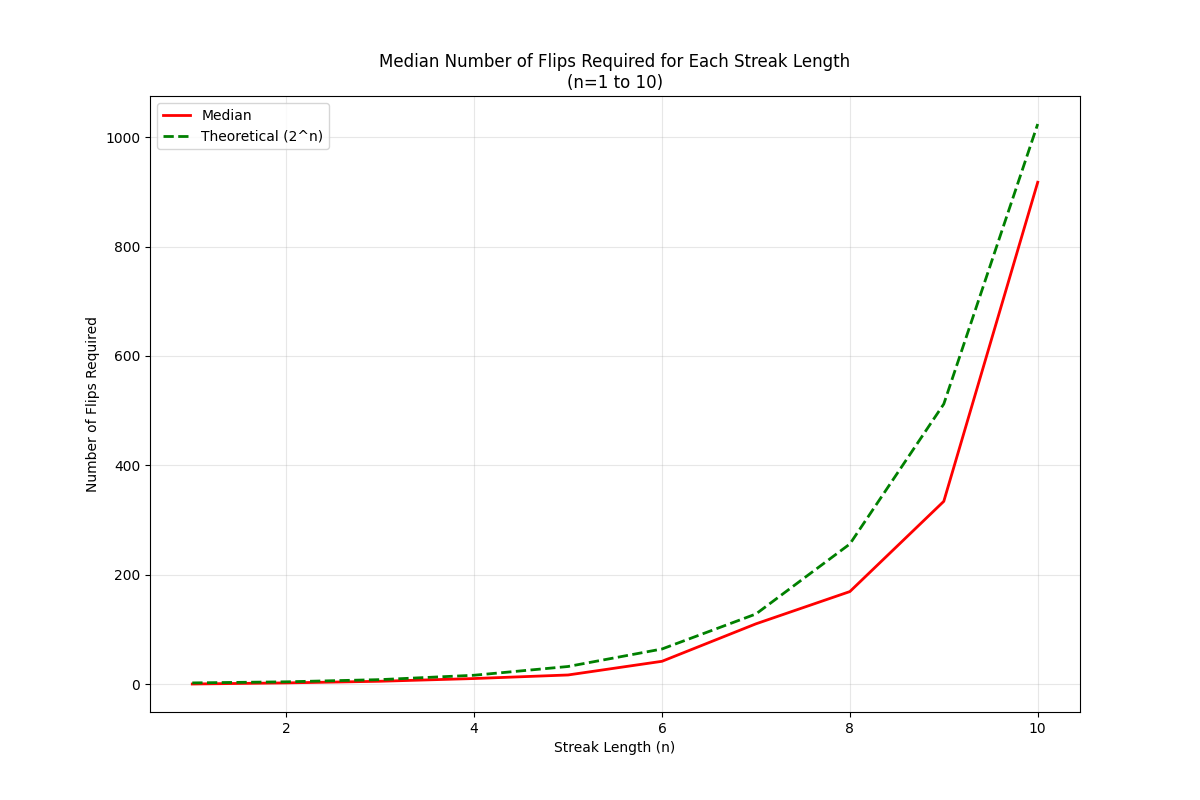 Median Number of Flips Required for Each Streak Length
(n=1 to 10)
Median
Theoretical (2^n)
1000
800
600
400
200
0
Number of Flips Required
2 4 6 8 10
Streak Length (n)